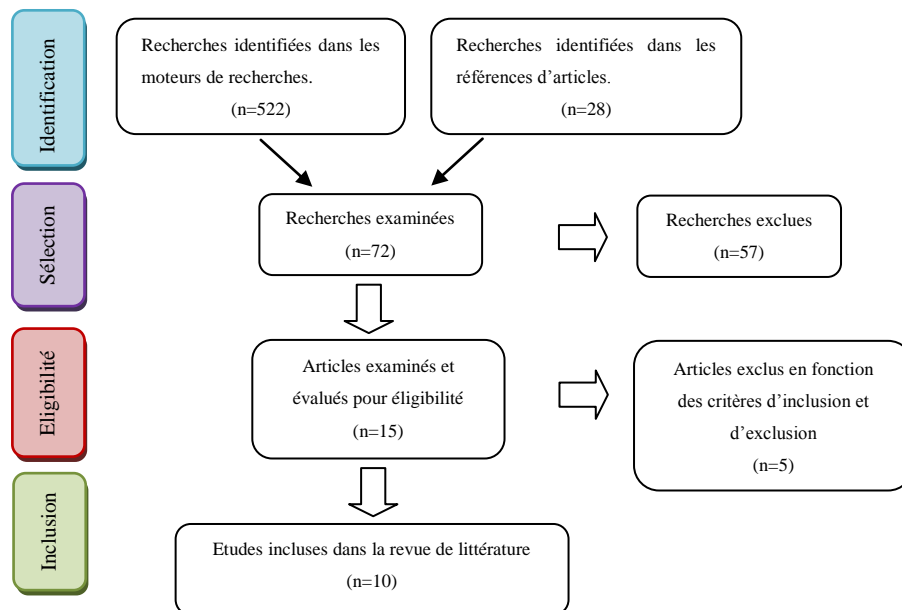 Identification
Recherches identifiées dans les
moteurs de recherches.
(n=522)
Recherches identifiées dans les
références d'articles.
(n=28)
Sélection
Recherches examinées
(n=72)
Recherches exclues
(n=57)
Eligibilité
Articles examinés et
évalués pour éligibilité
(n=15)
Articles exclus en fonction
des critères d'inclusion et
d'exclusion
(n=5)
Inclusion
Etudes incluses dans la revue de littérature
(n=10)